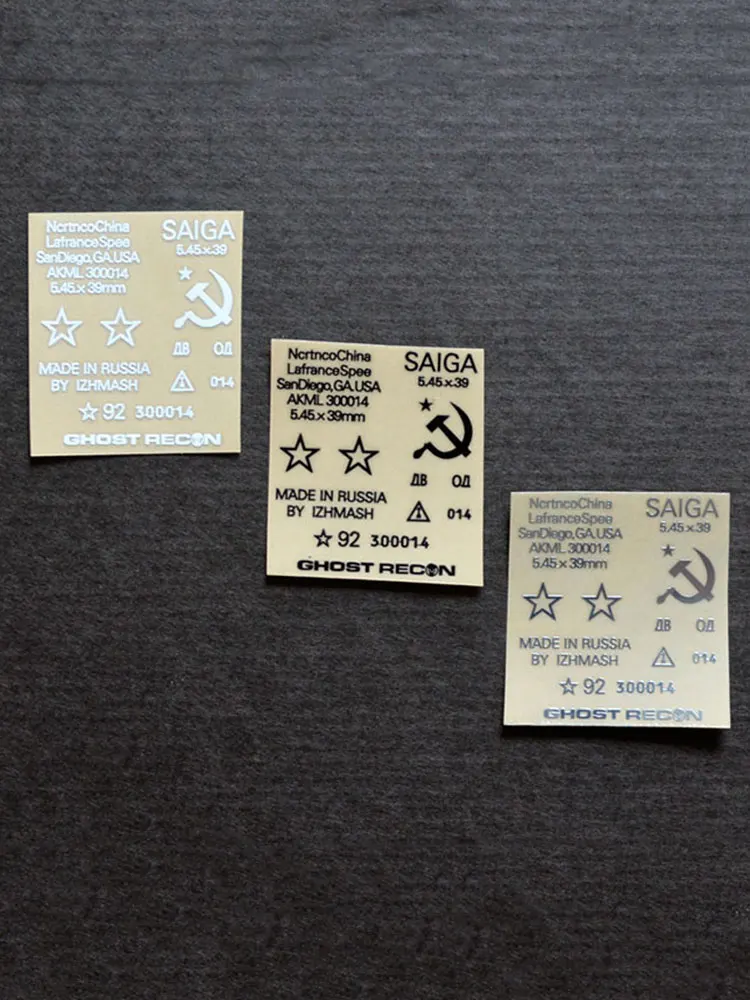 NcrtncoChina
LafranceSpee
SanDiego,GA.USA
AKML 300014
5.45.x 39mm
SAIGA
5.45.x.39
ДВ ОД
MADE IN RUSSIA
BY IZHMASH
014
92 300014
GHOST RECON
NcrtncoChina
LafranceSpee
SanDiego,GA.USA
AKML 300014
5.45.x 39mm
SAIGA
5.45.x.39
ДВ ОД
MADE IN RUSSIA
BY IZHMASH
014
92 300014
GHOST RECON
NcrtncoChina
LafranceSpee
SanDiego,GA.USA
AKML 300014
5.45.x 39mm
SAIGA
5.45.x.39
ДВ ОД
MADE IN RUSSIA
BY IZHMASH
014
92 300014
GHOST RECON